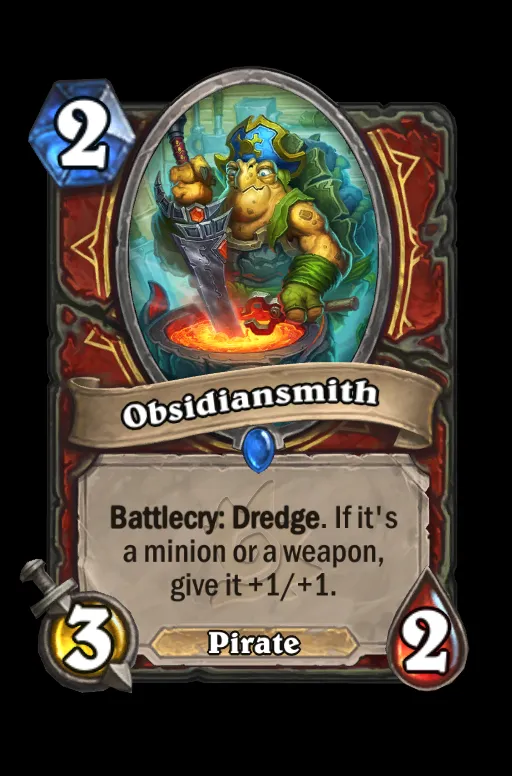 2
Obsidiansmith
Battlecry: Dredge. If it's
a minion or a weapon,
give it +1/+1.
3
Pirate
2